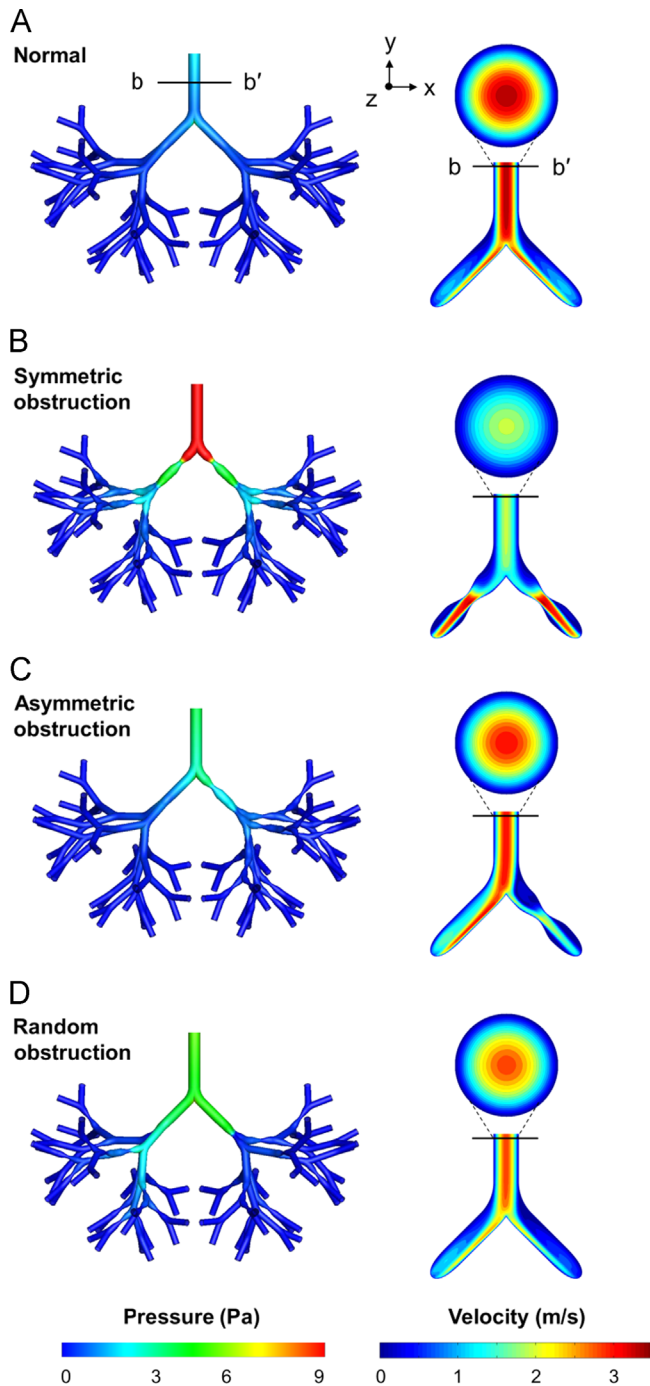 A
Normal
b b′
y
z x
b b′
B
Symmetric
obstruction
C
Asymmetric
obstruction
D
Random
obstruction
Pressure (Pa)
0 3 6 9
Velocity (m/s)
0 1 2 3